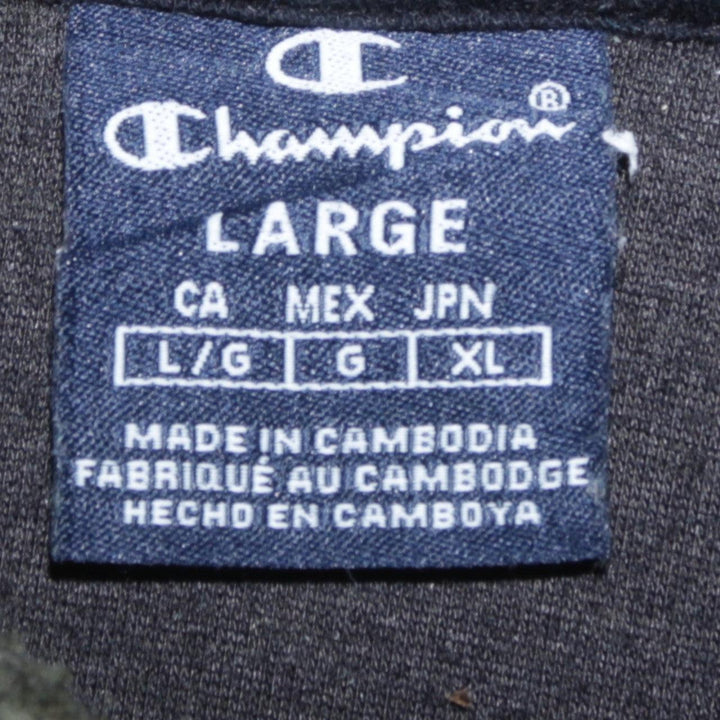 Champion®
LARGE
CA MEX JPN
L/G G XL
MADE IN CAMBODIA
FABRIQUÉ AU CAMBODGE
HECHO EN CAMBOYA